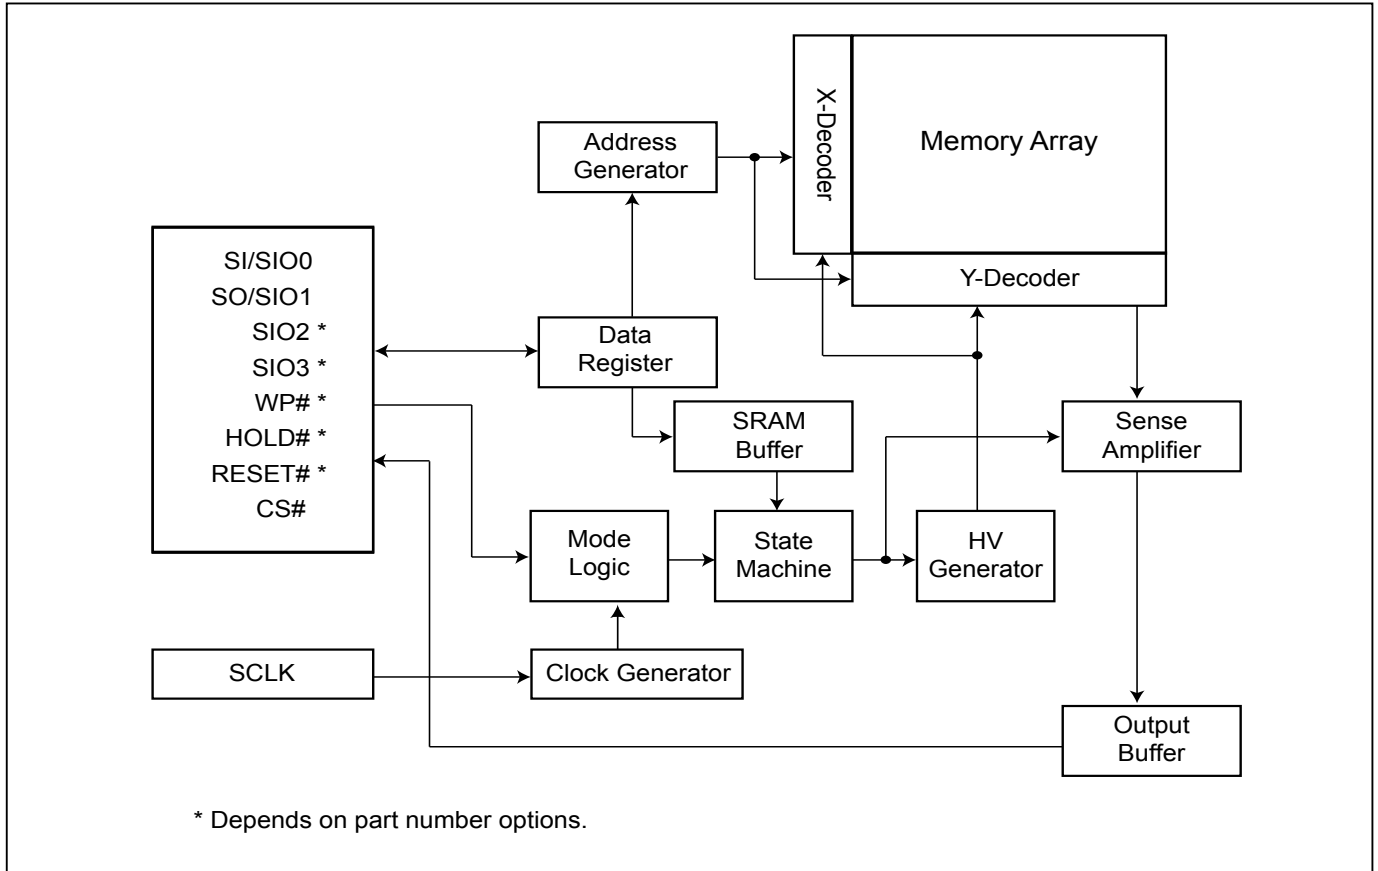 X-Decoder
Memory Array
Address
Generator
SI/SIO0
SO/SIO1
SIO2 *
SIO3 *
WP# *
HOLD# *
RESET# *
CS#
Y-Decoder
Data
Register
SRAM
Buffer
Sense
Amplifier
Mode
Logic
State
Machine
HV
Generator
SCLK
Clock Generator
Output
Buffer
* Depends on part number options.